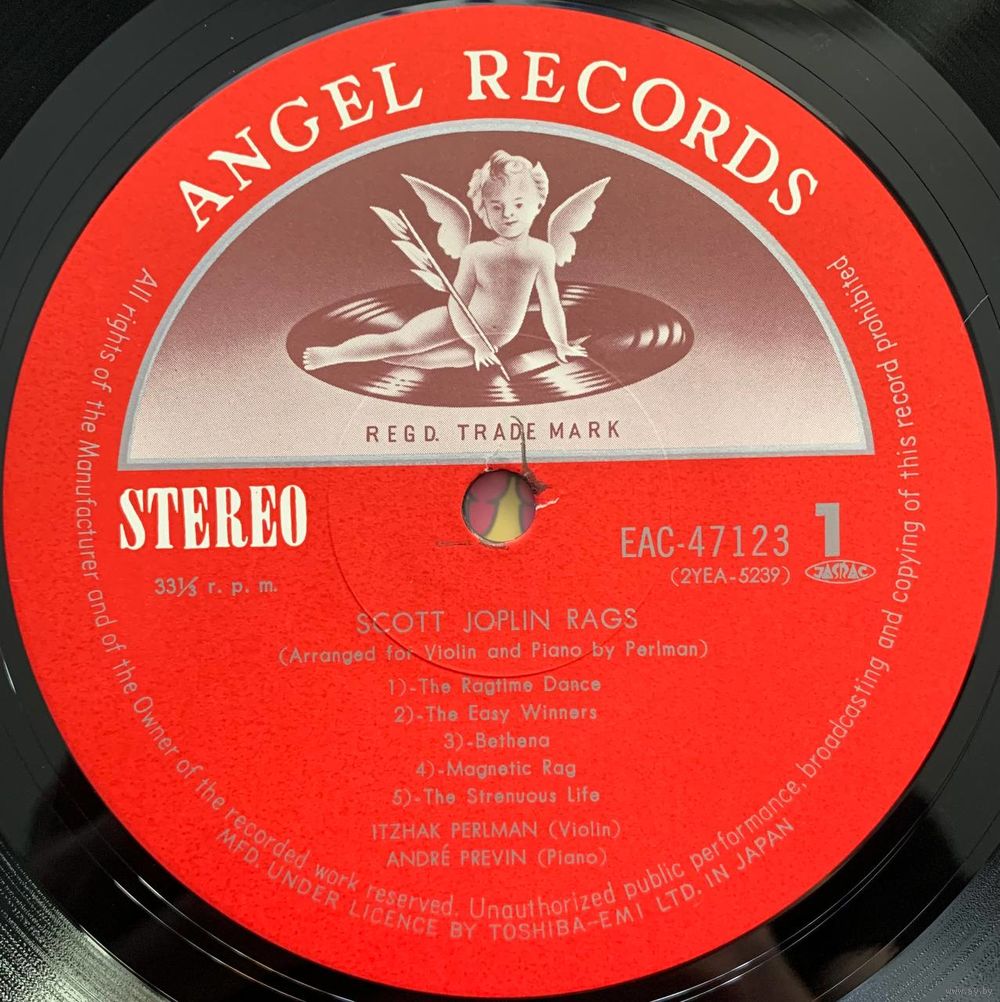 ANGEL RECORDS
REGD. TRADE MARK
STEREO
33⅓ r. p. m.
EAC-47123
1
(2YEA-5239)
JASRAC
SCOTT JOPLIN RAGS
(Arranged for Violin and Piano by Perlman)
1)-The Ragtime Dance
2)-The Easy Winners
3)-Bethena
4)-Magnetic Rag
5)-The Strenuous Life
ITZHAK PERLMAN (Violin)
ANDRÉ PREVIN (Piano)
All rights of the Manufacturer and of the Owner of the recorded work reserved. Unauthorized public performance, broadcasting and copying of this record prohibited
MFD. UNDER LICENCE BY TOSHIBA-EMI LTD. IN JAPAN
www.ay.by